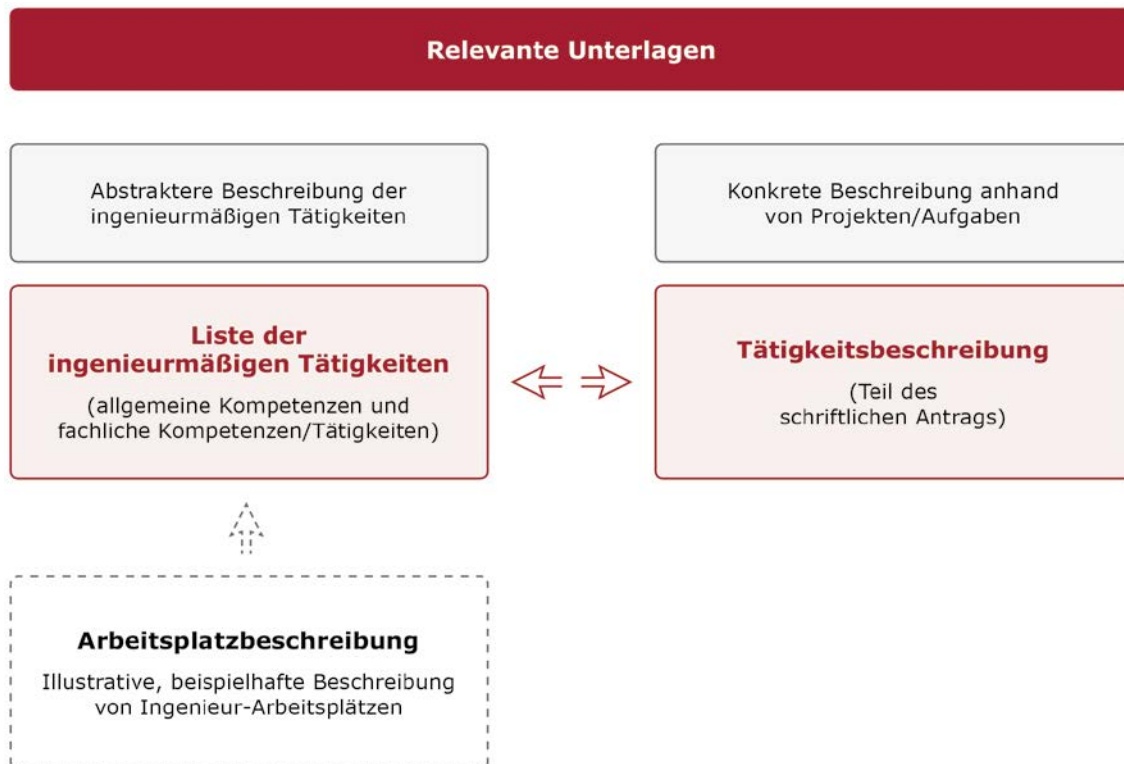 Relevante Unterlagen
Abstraktere Beschreibung der
ingenieurmäßigen Tätigkeiten
Konkrete Beschreibung anhand
von Projekten/Aufgaben
Liste der
ingenieurmäßigen Tätigkeiten
(allgemeine Kompetenzen und
fachliche Kompetenzen/Tätigkeiten)
Tätigkeitsbeschreibung
(Teil des
schriftlichen Antrags)
Arbeitsplatzbeschreibung
Illustrative, beispielhafte Beschreibung
von Ingenieur-Arbeitsplätzen